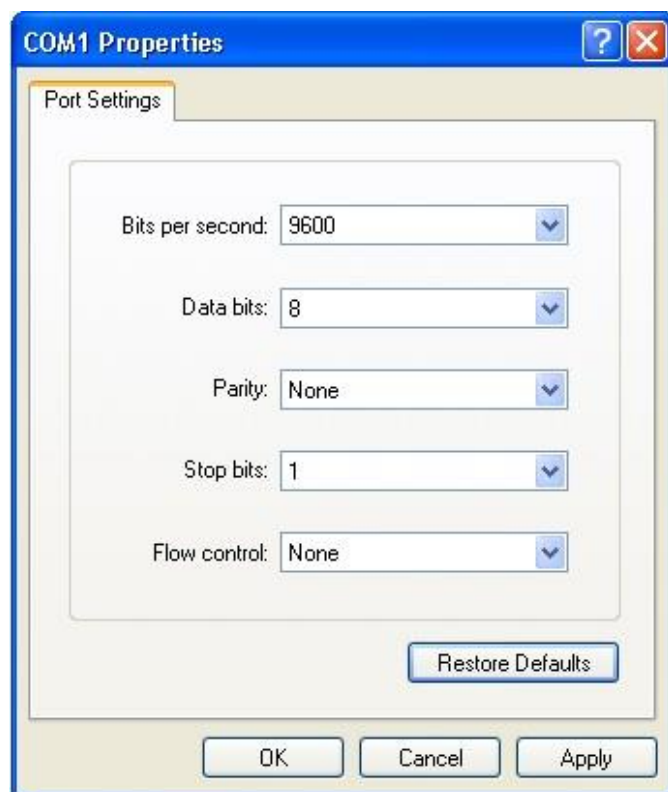 COM1 Properties
Port Settings
Bits per second: 9600
Data bits: 8
Parity: None
Stop bits: 1
Flow control: None
Restore Defaults
OK Cancel Apply